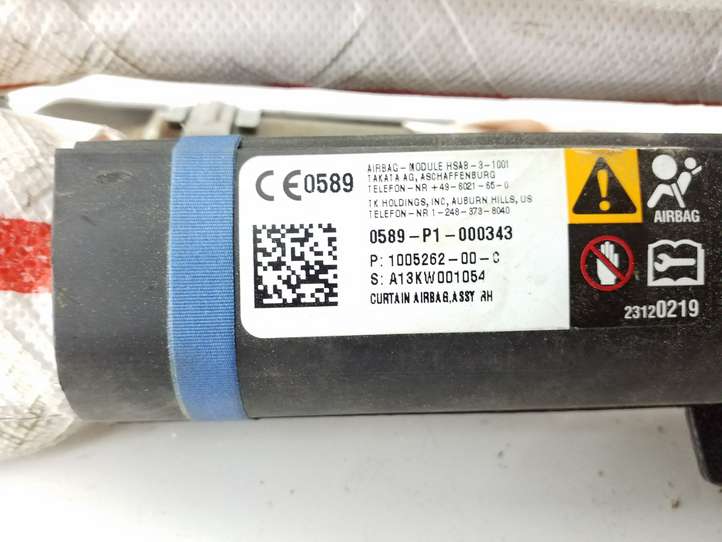 CE0589
AIRBAG-MODULE HSAB-3-1001
TAKATA AG, ASCHAFFENBURG
TELEFON-NR +49-6021-65-0
TK HOLDINGS, INC, AUBURN HILLS, US
TELEFON-NR 1-248-373-8040
0589-P1-000343
P: 1005262-00-C
S: A13KW001054
CURTAIN AIRBAG,ASSY RH
AIRBAG
23120219